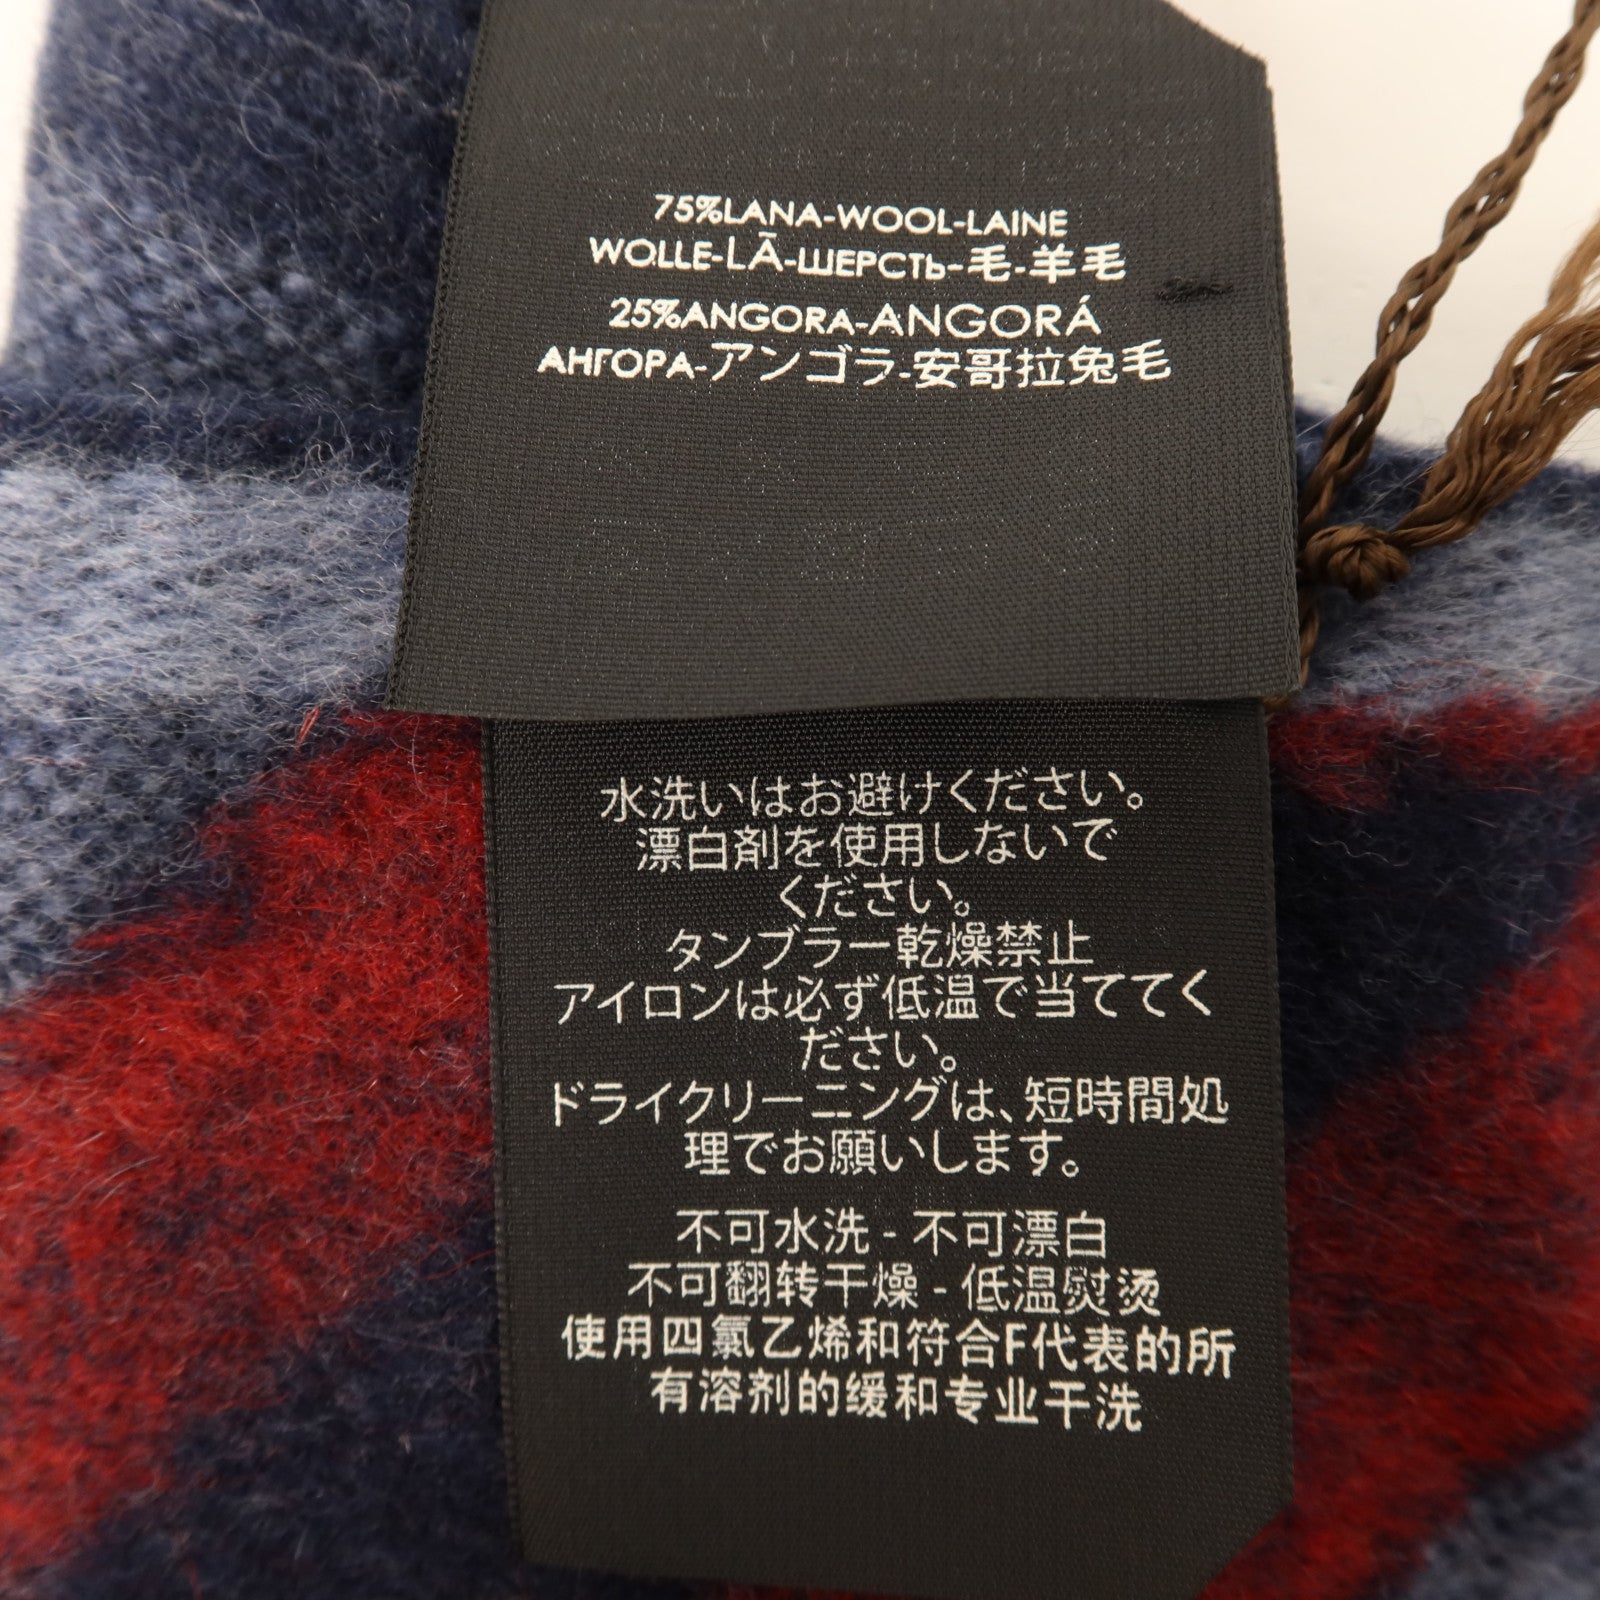 75%LANA-WOOL-LAINE
WOLLE-LĀ-ШЕРСТЬ-毛-羊毛
25%ANGORA-ANGORÁ
АНГОРА-アンゴラ-安哥拉兔毛
水洗いはお避けください。
漂白剤を使用しないで
ください。
タンブラー乾燥禁止
アイロンは必ず低温で当ててく
ださい。
ドライクリーニングは、短時間処
理でお願いします。
不可水洗 - 不可漂白
不可翻转干燥 - 低温熨烫
使用四氯乙烯和符合F代表的所
有溶剂的缓和专业干洗